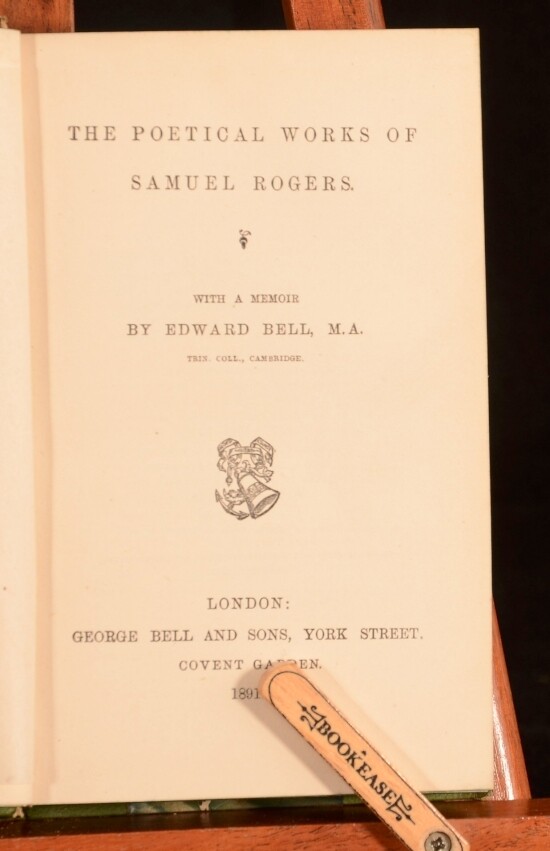 THE POETICAL WORKS OF
SAMUEL ROGERS.
WITH A MEMOIR
BY EDWARD BELL, M.A.
TRIN. COLL., CAMBRIDGE.
LONDON:
GEORGE BELL AND SONS, YORK STREET.
COVENT GARDEN.
1891
BOOKEASE